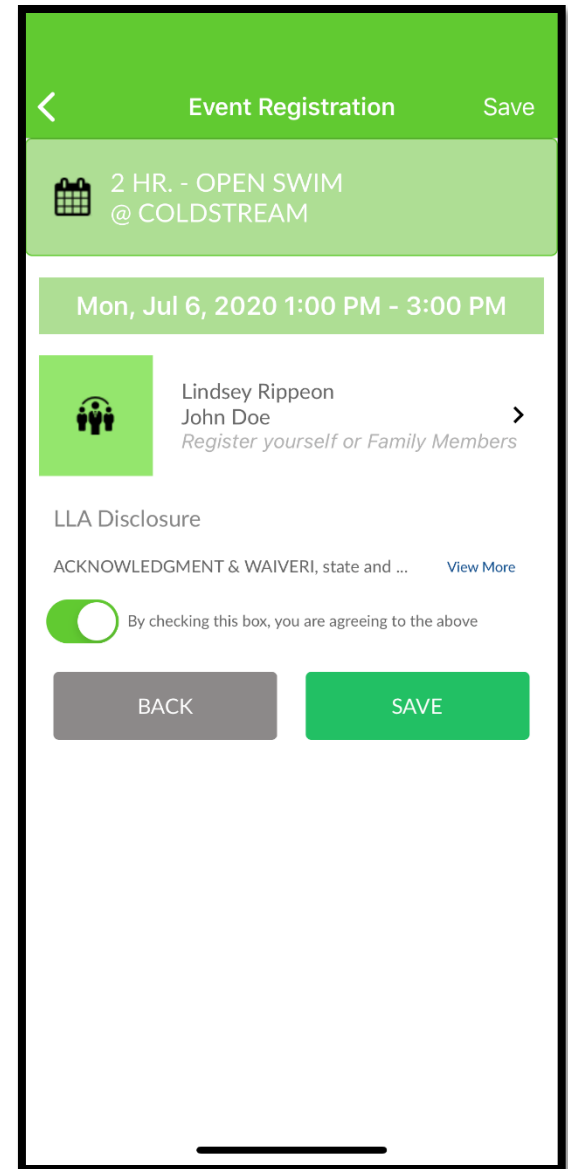 Event Registration Save
2 HR. - OPEN SWIM
@ COLDSTREAM
Mon, Jul 6, 2020 1:00 PM - 3:00 PM
Lindsey Rippeon
John Doe
Register yourself or Family Members
LLA Disclosure
ACKNOWLEDGMENT & WAIVERI, state and ... View More
By checking this box, you are agreeing to the above
BACK SAVE